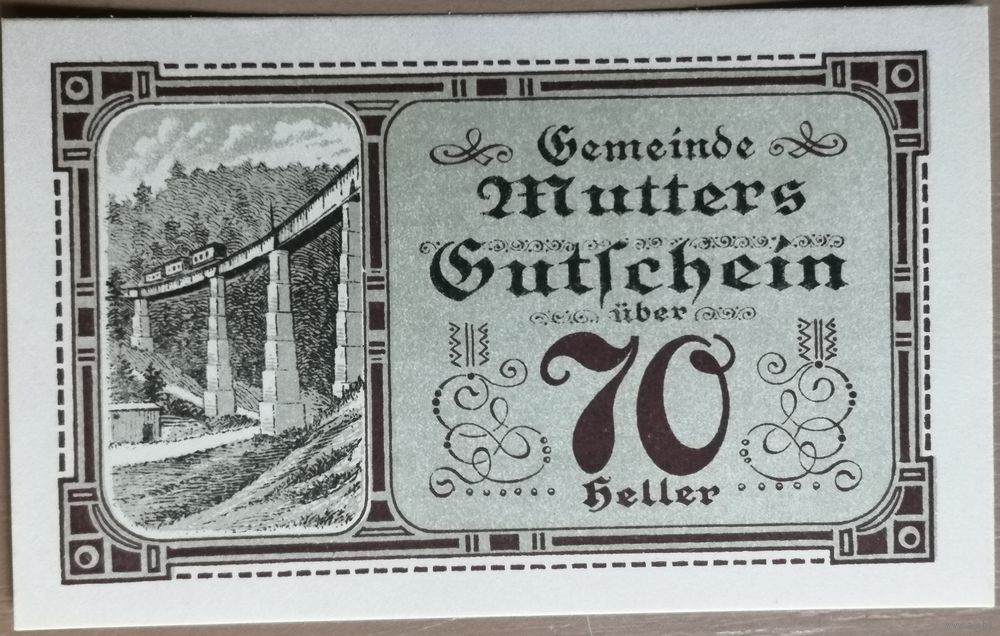 Gemeinde
Mutters
Gutschein
über
70
Heller